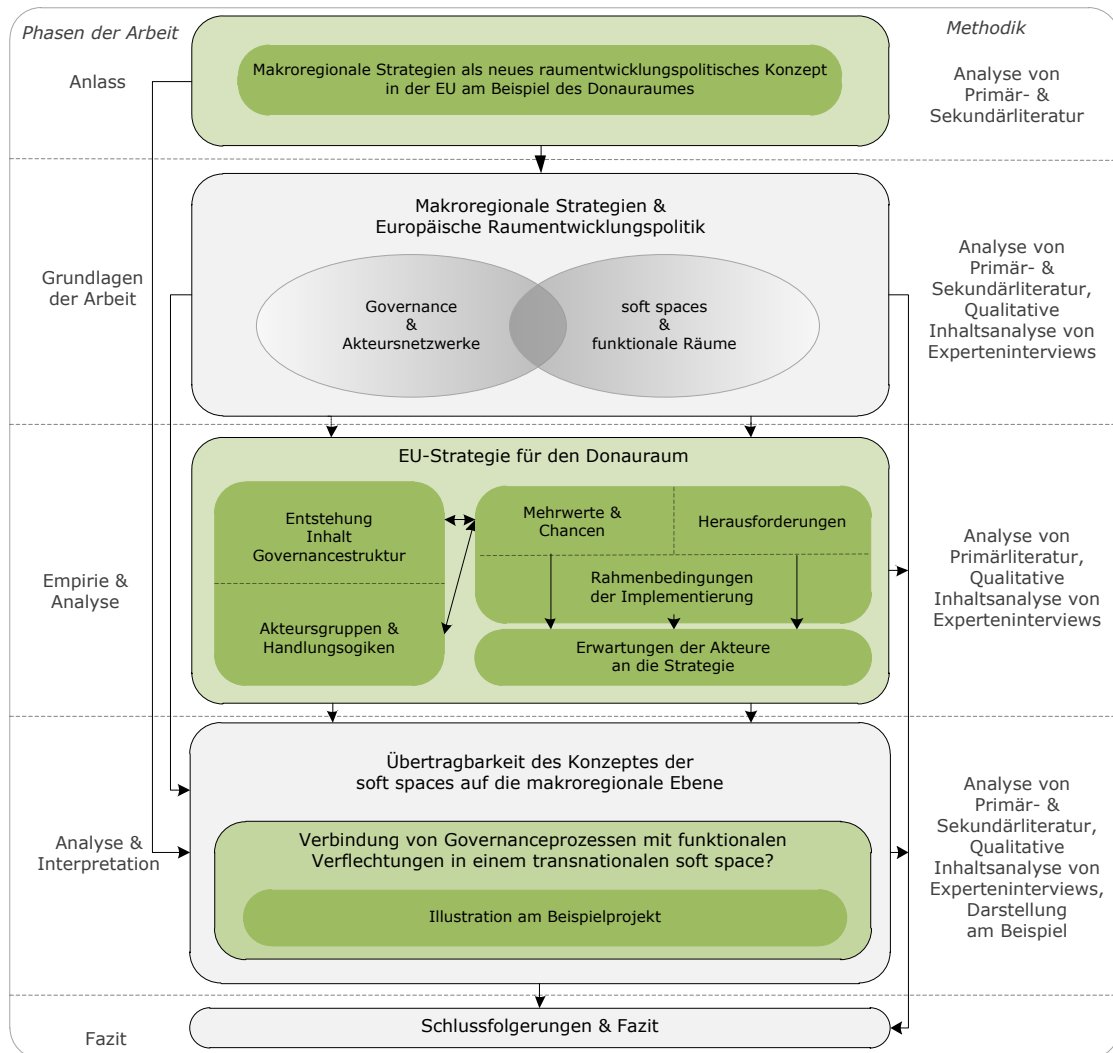 Phasen der Arbeit
Methodik
Anlass
Makroregionale Strategien als neues raumentwicklungspolitisches Konzept
in der EU am Beispiel des Donauraumes
Analyse von
Primär- &
Sekundärliteratur
Grundlagen
der Arbeit
Makroregionale Strategien &
Europäische Raumentwicklungspolitik
Governance
&
Akteursnetzwerke
soft spaces
&
funktionale Räume
Analyse von
Primär- &
Sekundärliteratur,
Qualitative
Inhaltsanalyse von
Experteninterviews
Empirie &
Analyse
EU-Strategie für den Donauraum
Entstehung
Inhalt
Governancestruktur
Akteursgruppen &
Handlungsogiken
Mehrwerte &
Chancen
Herausforderungen
Rahmenbedingungen
der Implementierung
Erwartungen der Akteure
an die Strategie
Analyse von
Primärliteratur,
Qualitative
Inhaltsanalyse von
Experteninterviews
Analyse &
Interpretation
Übertragbarkeit des Konzeptes der
soft spaces auf die makroregionale Ebene
Verbindung von Governanceprozessen mit funktionalen
Verflechtungen in einem transnationalen soft space?
Illustration am Beispielprojekt
Analyse von
Primär- &
Sekundärliteratur,
Qualitative
Inhaltsanalyse von
Experteninterviews,
Darstellung
am Beispiel
Fazit
Schlussfolgerungen & Fazit